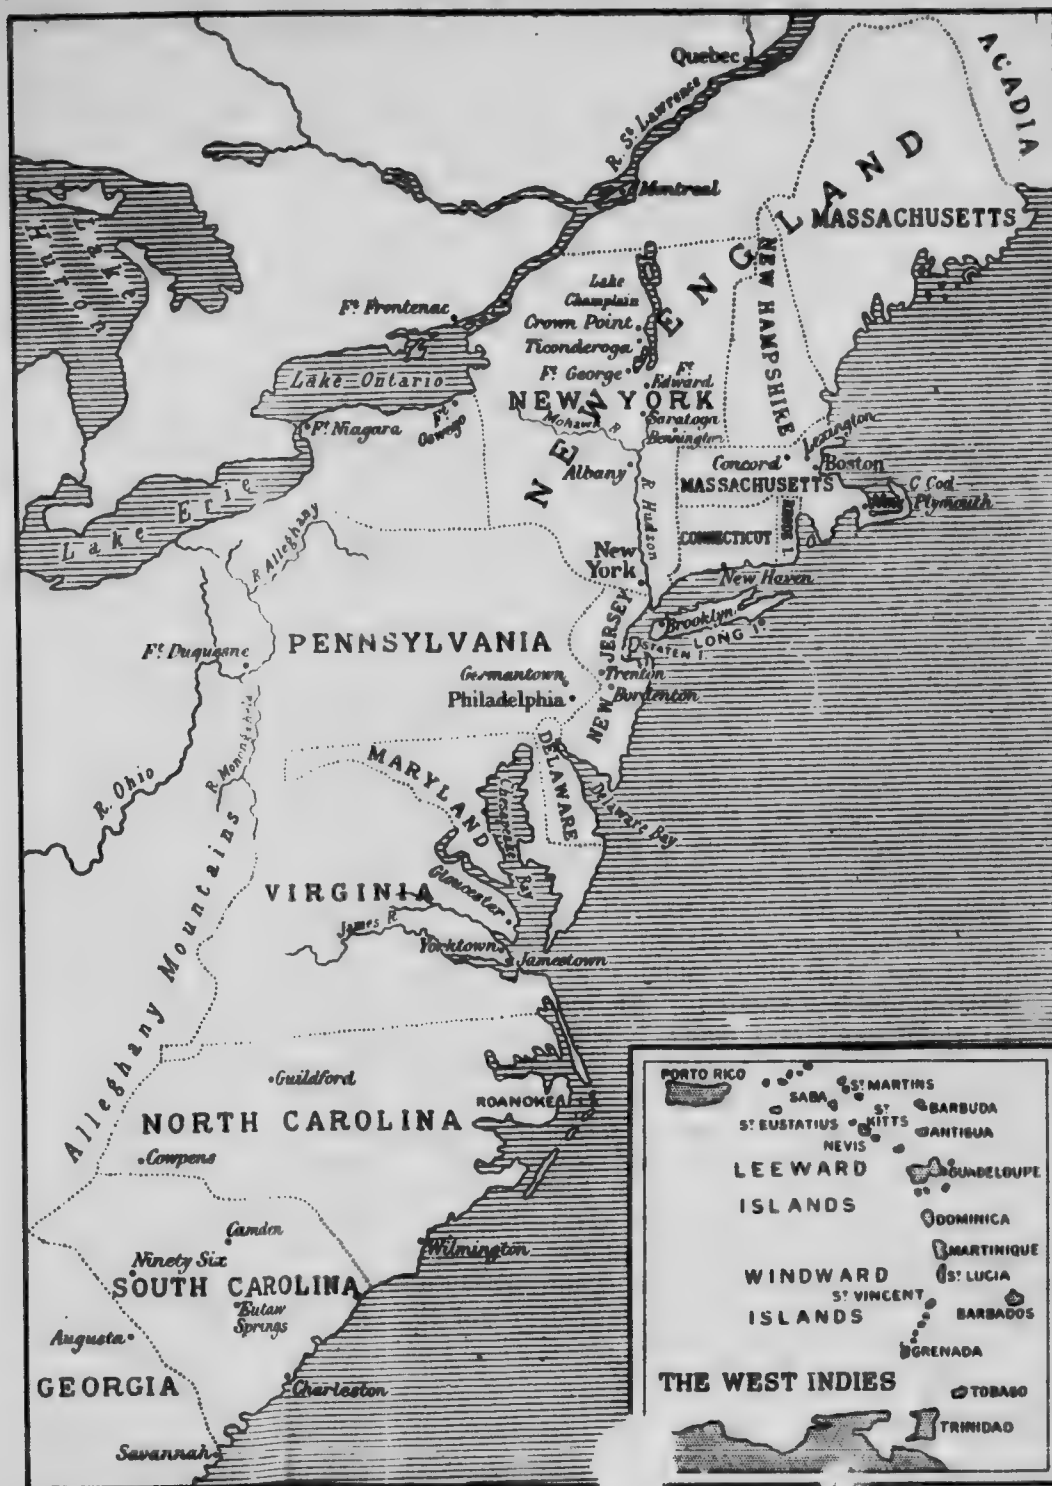 Quebec
ACADIA
R. St. Lawrence
Montreal
NEW ENGLAND
MASSACHUSETTS
NEW HAMPSHIRE
Lake Huron
Lake
Champlain
Ft. Frontenac
Crown Point
Ticonderoga
Ft. George
Ft.
Edward
Lake Ontario
NEW YORK
Ft. Niagara
Ft.
Oswego
Mohawk R.
Saratoga
Bennington
Lexington
Concord
Boston
Albany
MASSACHUSETTS
C. Cod
Plymouth
Lake Erie
R. Hudson
CONNECTICUT
RHODE I.
R. Alleghany
New
York
New Haven
Brooklyn
LONG I.
STATEN I.
NEW JERSEY
PENNSYLVANIA
Ft. Duquesne
Germantown
Trenton
Philadelphia
Bordenton
R. Monongahela
R. Ohio
MARYLAND
DELAWARE
Chesapeake Bay
Delaware Bay
VIRGINIA
Gloucester
James R.
Yorktown
Jamestown
Alleghany Mountains
Guildford
ROANOKE I.
NORTH CAROLINA
Cowpens
Camden
Wilmington
Ninety Six
SOUTH CAROLINA
Eutaw
Springs
Augusta
GEORGIA
Charleston
Savannah
PORTO RICO
ST. MARTINS
SABA
ST. EUSTATIUS
ST.
KITTS
BARBUDA
NEVIS
ANTIGUA
LEEWARD
ISLANDS
GUADELOUPE
DOMINICA
MARTINIQUE
WINDWARD
ISLANDS
ST. LUCIA
ST. VINCENT
BARBADOS
GRENADA
THE WEST INDIES
TOBAGO
TRINIDAD